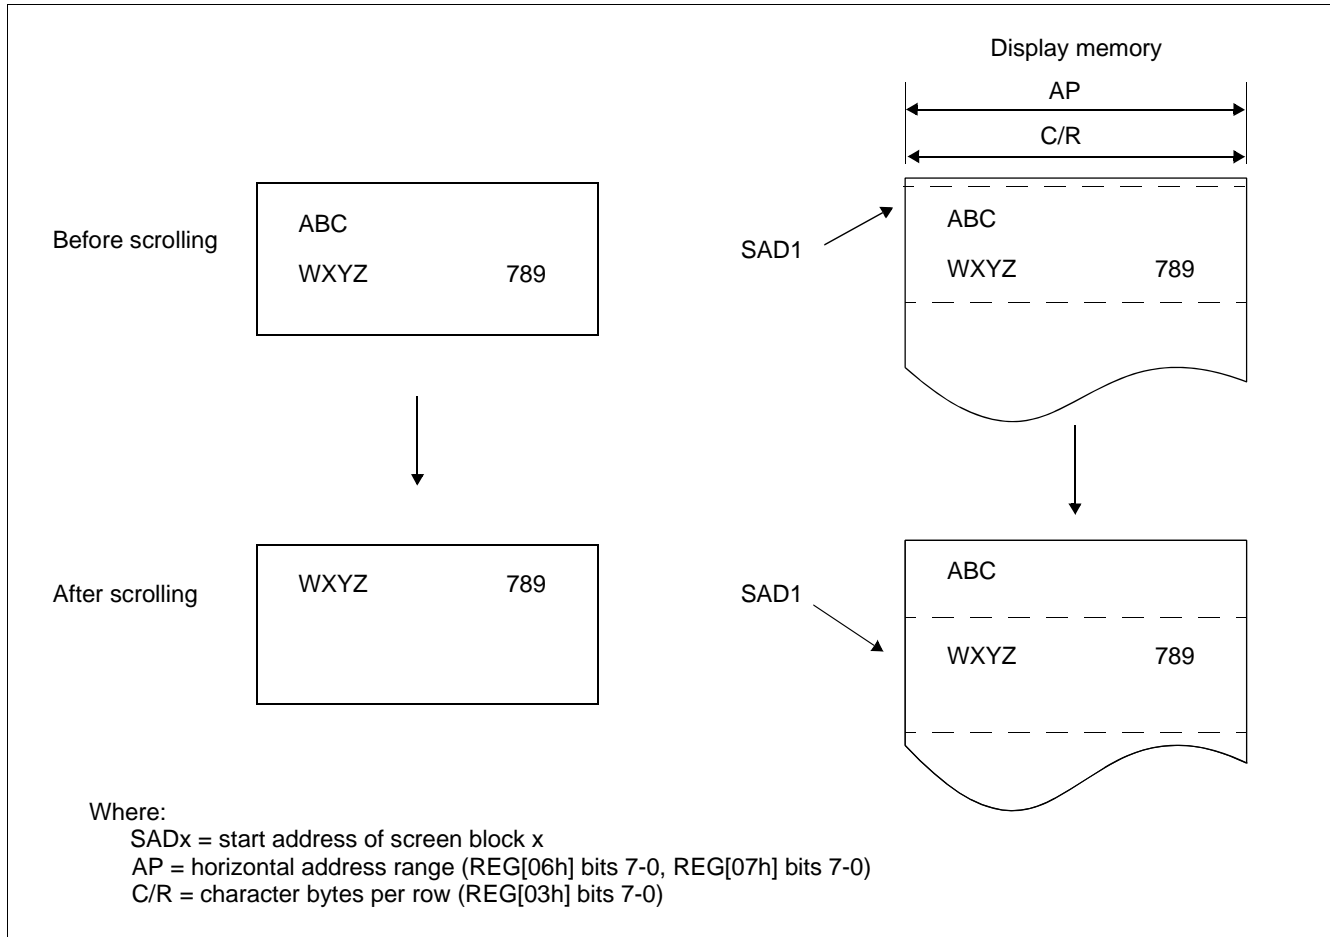 Display memory
AP
C/R
Before scrolling
ABC
WXYZ 789
SAD1
ABC
WXYZ 789
After scrolling
WXYZ 789
SAD1
ABC
WXYZ 789
Where:
SADx = start address of screen block x
AP = horizontal address range (REG[06h] bits 7-0, REG[07h] bits 7-0)
C/R = character bytes per row (REG[03h] bits 7-0)